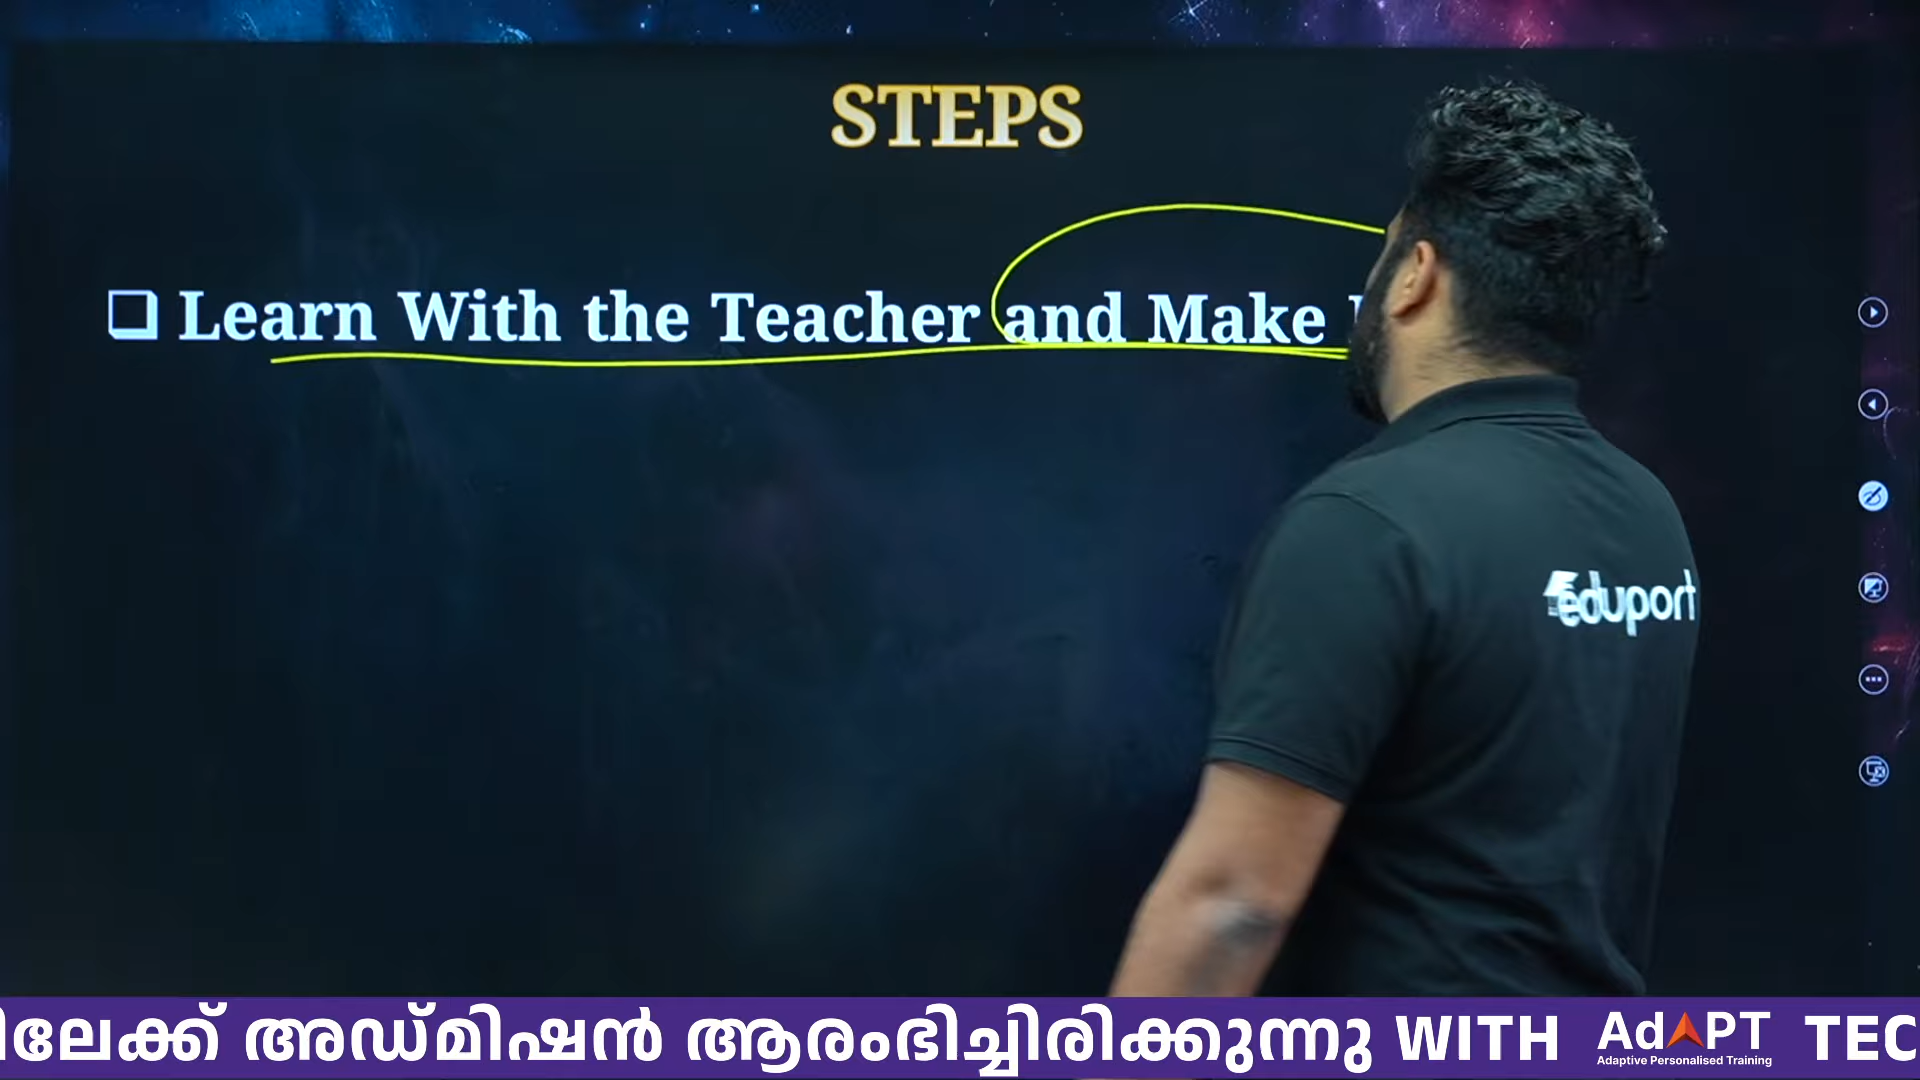 STEPS
❑ Learn With the Teacher and Make
eduport
ലേക്ക് അഡ്മിഷൻ ആരംഭിച്ചിരിക്കുന്നു WITH AdAPT TEC
Adaptive Personalised Training